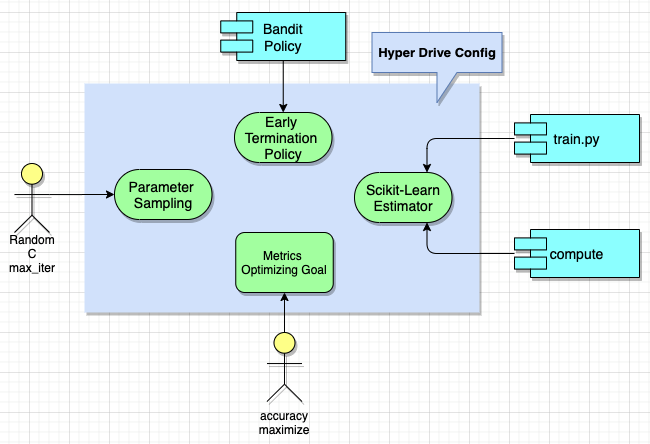 Bandit
Policy
Hyper Drive Config
Early
Termination
Policy
train.py
Parameter
Sampling
Scikit-Learn
Estimator
Random
C
max_iter
Metrics
Optimizing Goal
compute
accuracy
maximize